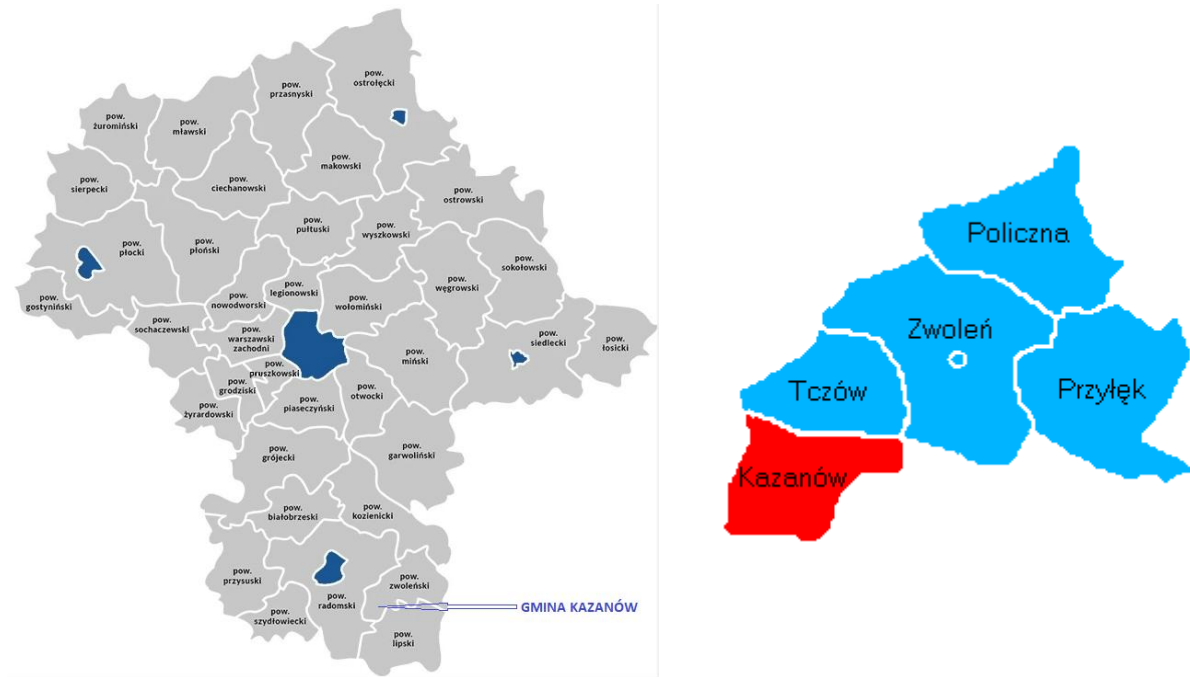 pow.
ostrołęcki
pow.
przasnyski
pow.
żuromiński
pow.
mławski
pow.
makowski
pow.
sierpecki
pow.
ciechanowski
pow.
ostrowski
pow.
pułtuski
pow.
wyszkowski
pow.
płocki
pow.
płoński
pow.
sokołowski
pow.
węgrowski
pow.
legionowski
pow.
nowodworski
pow.
wołomiński
pow.
gostyniński
pow.
sochaczewski
pow.
warszawski
zachodni
pow.
siedlecki
pow.
łosicki
pow.
miński
pow.
pruszkowski
pow.
grodziski
pow.
otwocki
pow.
piaseczyński
pow.
żyrardowski
pow.
grójecki
pow.
garwoliński
pow.
białobrzeski
pow.
kozienicki
pow.
przysuski
pow.
zwoleński
pow.
radomski
pow.
szydłowiecki
pow.
lipski
GMINA KAZANÓW
Policzna
Zwoleń
Tczów
Przyłęk
Kazanów